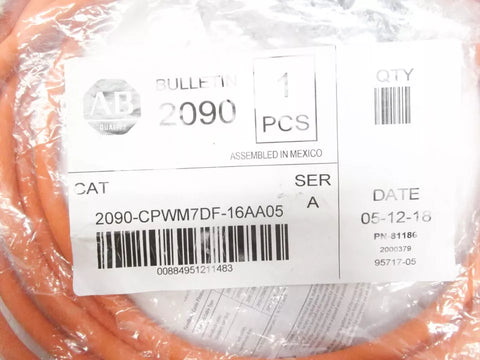 AB
QUALITY
BULLETIN
2090
1
PCS
ASSEMBLED IN MEXICO
QTY
CAT
SER
2090-CPWM7DF-16AA05
A
00884951211483
DATE
05-12-18
PN-81186
2000379
95717-05